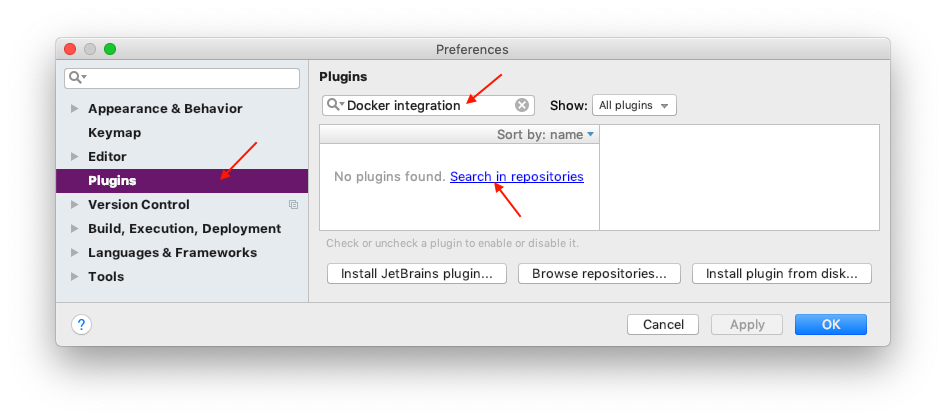 Preferences
Appearance & Behavior
Keymap
Editor
Plugins
Version Control
Build, Execution, Deployment
Languages & Frameworks
Tools
Plugins
Docker integration
Show: All plugins
Sort by: name
No plugins found. Search in repositories
Check or uncheck a plugin to enable or disable it.
Install JetBrains plugin...
Browse repositories...
Install plugin from disk...
?
Cancel
Apply
OK